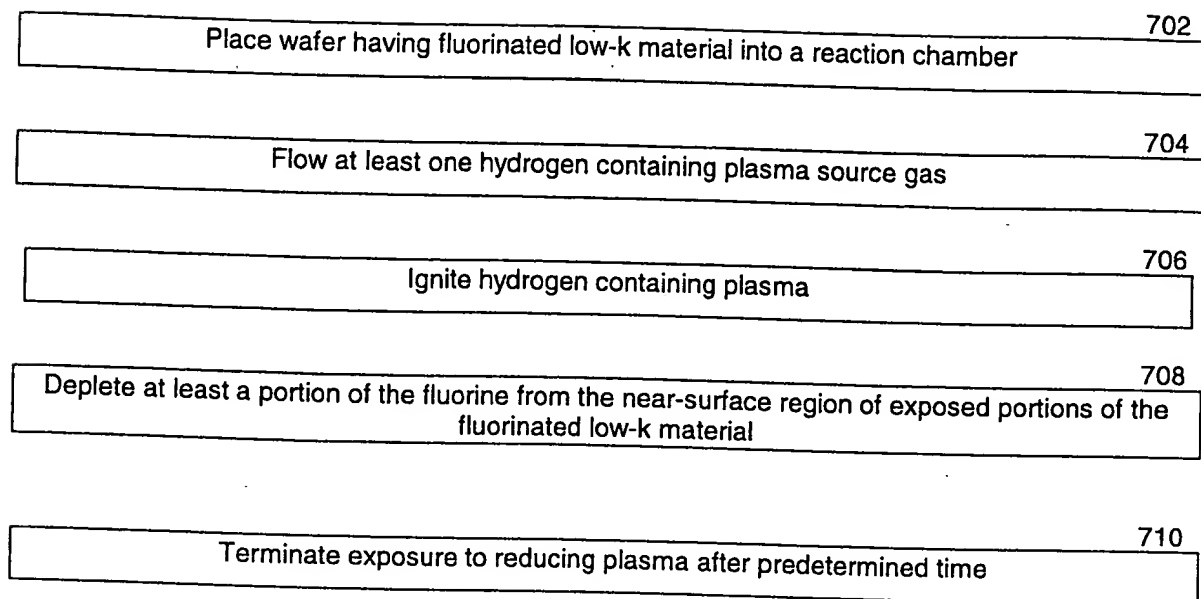 702
Place wafer having fluorinated low-k material into a reaction chamber
704
Flow at least one hydrogen containing plasma source gas
706
Ignite hydrogen containing plasma
708
Deplete at least a portion of the fluorine from the near-surface region of exposed portions of the
fluorinated low-k material
710
Terminate exposure to reducing plasma after predetermined time